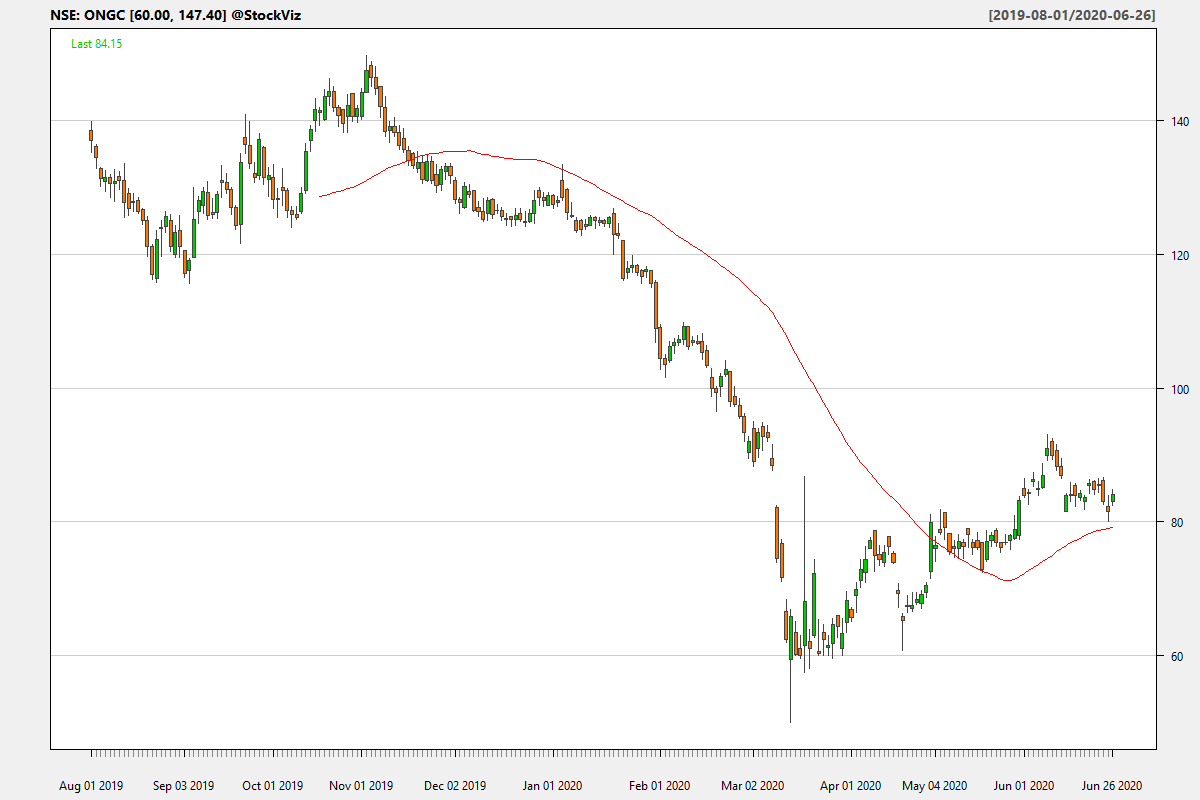 NSE: ONGC [60.00, 147.40] @StockViz [2019-08-01/2020-06-26]
Last 84.15
140
120
100
80
60
Aug 01 2019 Sep 03 2019 Oct 01 2019 Nov 01 2019 Dec 02 2019 Jan 01 2020 Feb 01 2020 Mar 02 2020 Apr 01 2020 May 04 2020 Jun 01 2020 Jun 26 2020